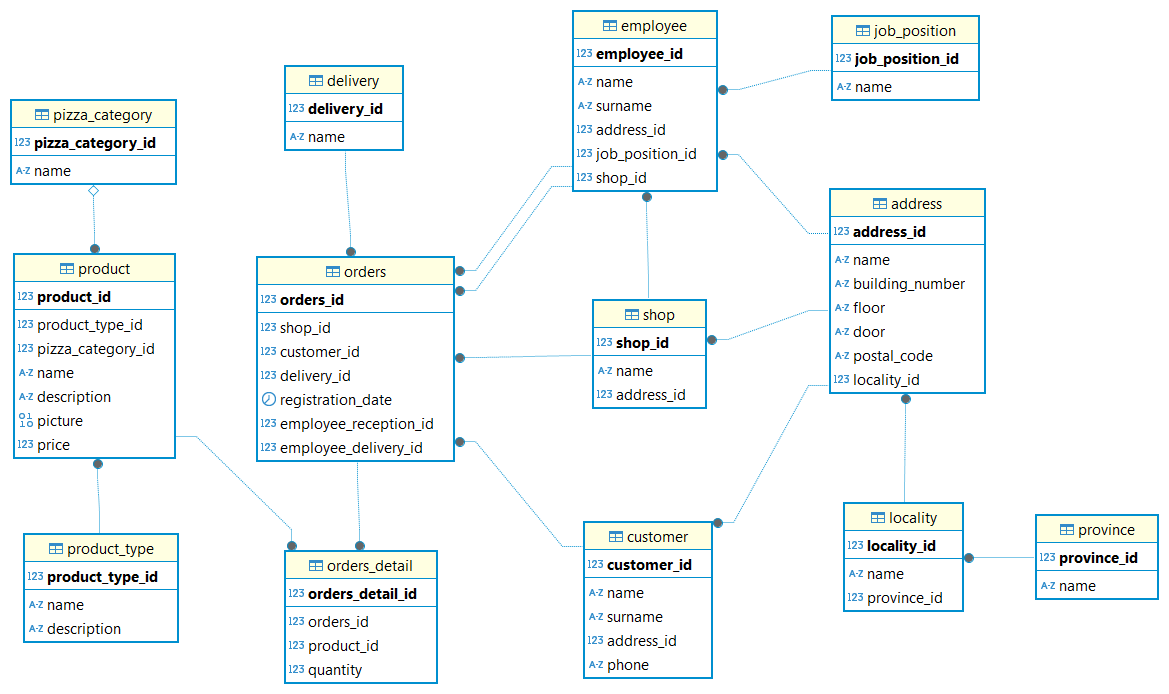 employee
123 employee_id
A-Z name
A-Z surname
123 address_id
123 job_position_id
123 shop_id
job_position
123 job_position_id
A-Z name
delivery
123 delivery_id
A-Z name
pizza_category
123 pizza_category_id
A-Z name
address
123 address_id
A-Z name
A-Z building_number
A-Z floor
A-Z door
A-Z postal_code
123 locality_id
product
123 product_id
123 product_type_id
123 pizza_category_id
A-Z name
A-Z description
01
10 picture
123 price
orders
123 orders_id
123 shop_id
123 customer_id
123 delivery_id
registration_date
123 employee_reception_id
123 employee_delivery_id
shop
123 shop_id
A-Z name
123 address_id
locality
123 locality_id
A-Z name
123 province_id
province
123 province_id
A-Z name
customer
123 customer_id
A-Z name
A-Z surname
123 address_id
A-Z phone
product_type
123 product_type_id
A-Z name
A-Z description
orders_detail
123 orders_detail_id
123 orders_id
123 product_id
123 quantity